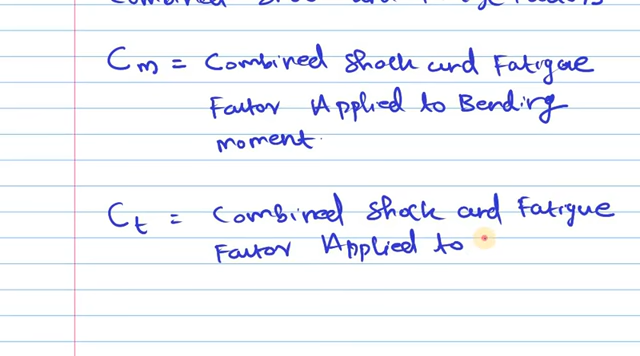 Cm = Combined Shock and Fatigue
Factor Applied to Bending
moment.
Ct = Combined Shock and Fatigue
Factor Applied to